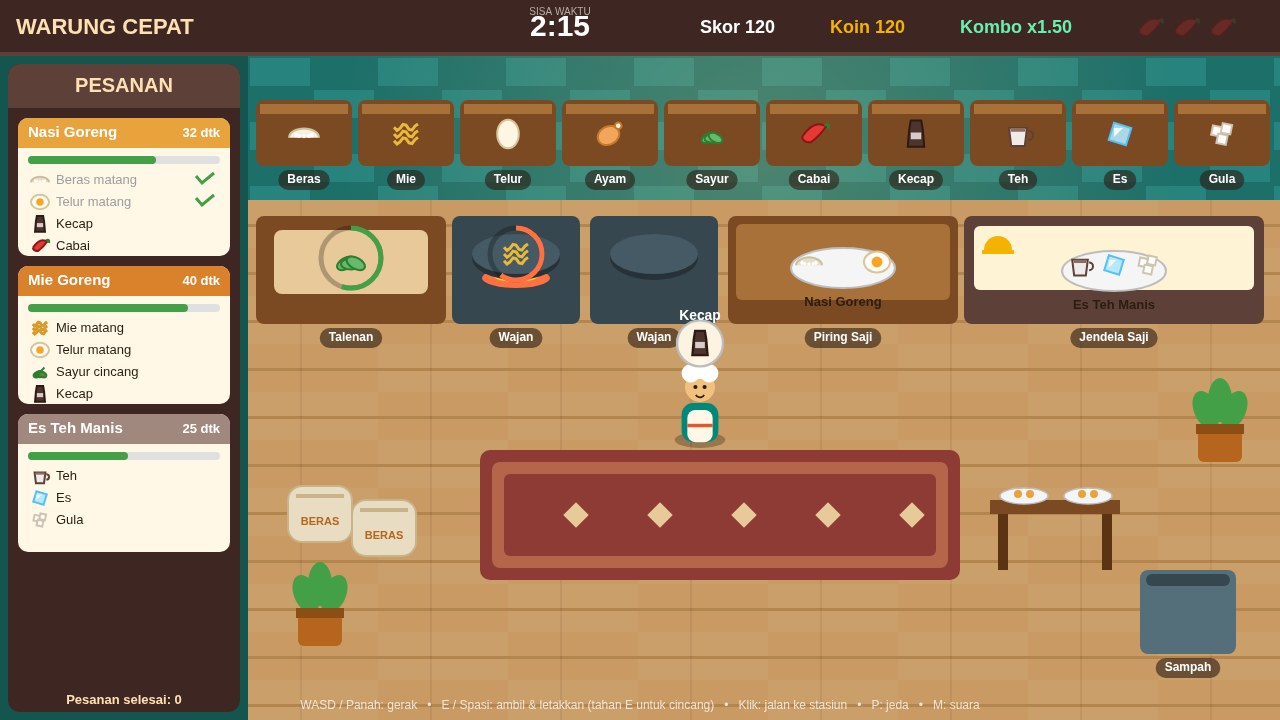 WARUNG CEPAT
SISA WAKTU
2:15
Skor 120
Koin 120
Kombo x1.50
PESANAN
Nasi Goreng 32 dtk
Beras matang
Telur matang
Kecap
Cabai
Mie Goreng 40 dtk
Mie matang
Telur matang
Sayur cincang
Kecap
Es Teh Manis 25 dtk
Teh
Es
Gula
Pesanan selesai: 0
Beras
Mie
Telur
Ayam
Sayur
Cabai
Kecap
Teh
Es
Gula
Nasi Goreng
Es Teh Manis
Talenan
Wajan
Wajan
Piring Saji
Jendela Saji
Kecap
BERAS
BERAS
Sampah
WASD / Panah: gerak • E / Spasi: ambil & letakkan (tahan E untuk cincang) • Klik: jalan ke stasiun • P: jeda • M: suara